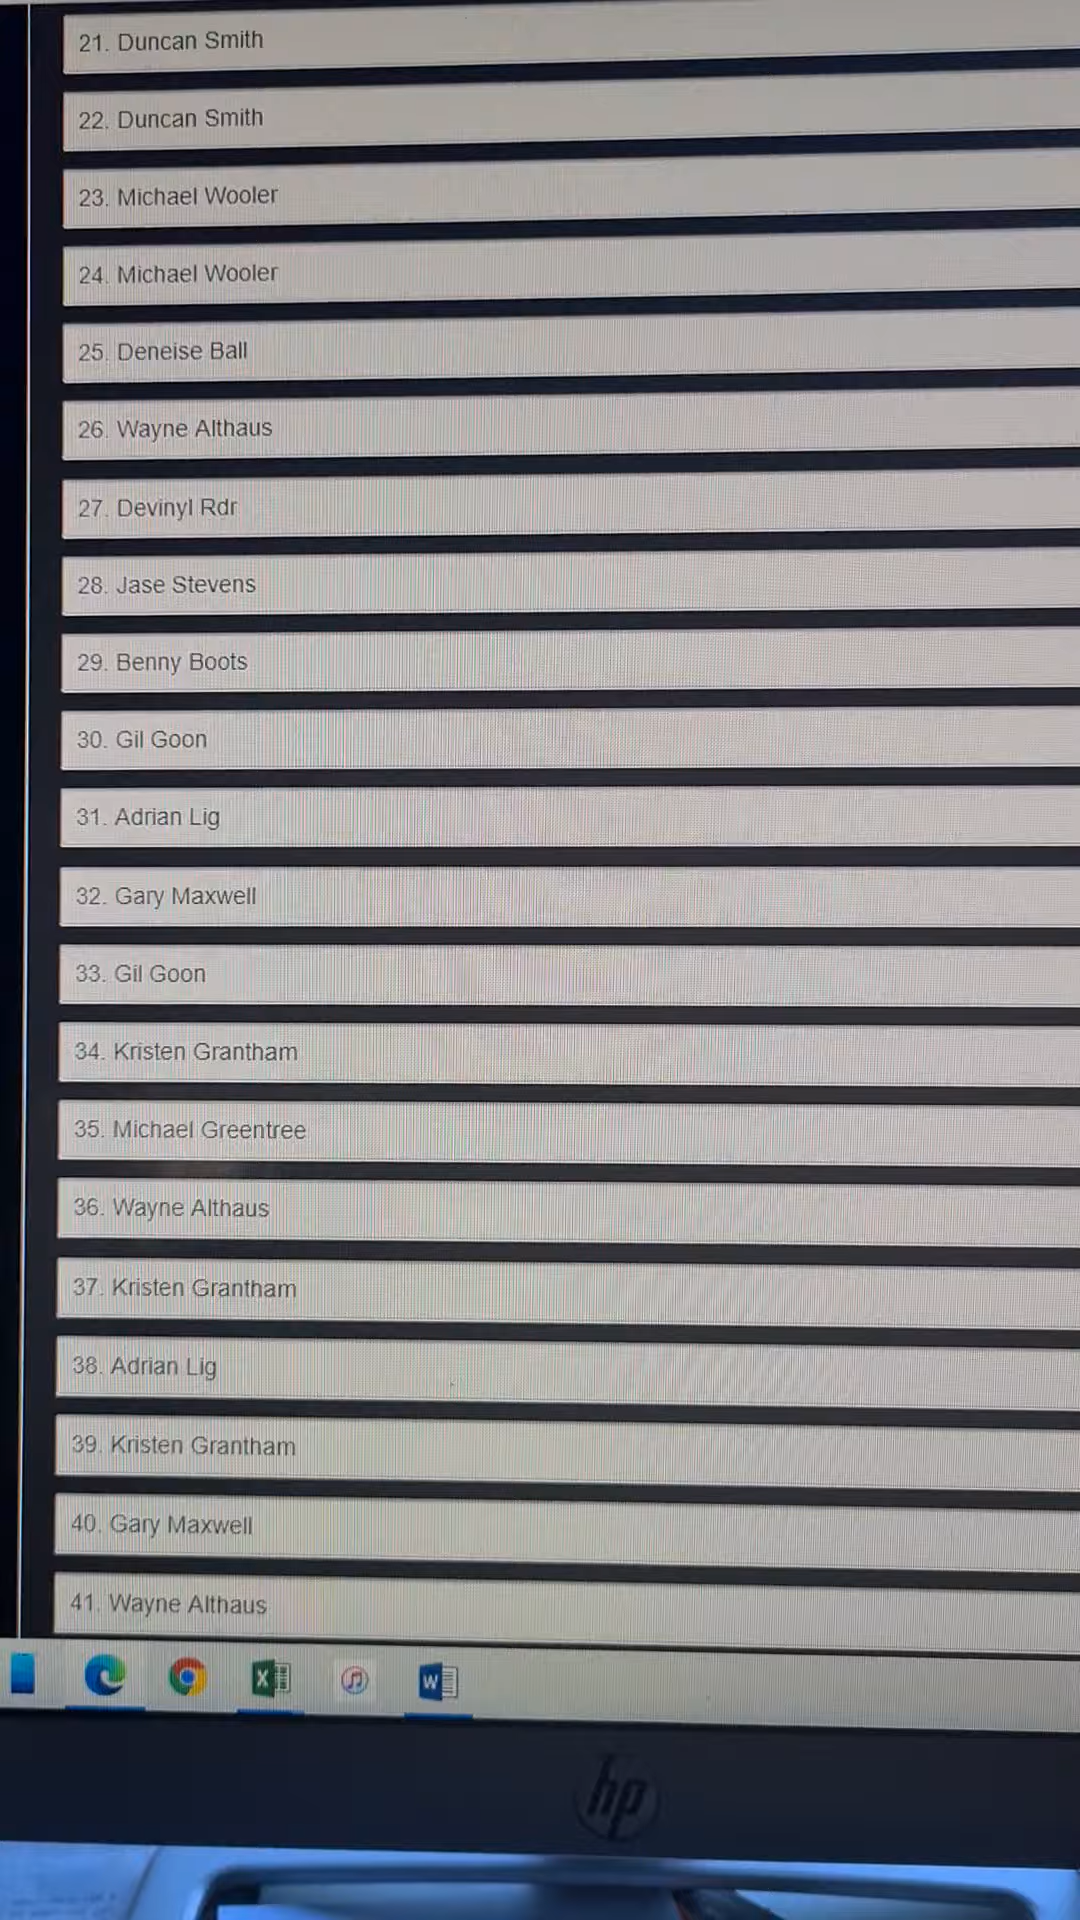 21. Duncan Smith
22. Duncan Smith
23. Michael Wooler
24. Michael Wooler
25. Deneise Ball
26. Wayne Althaus
27. Devinyl Rdr
28. Jase Stevens
29. Benny Boots
30. Gil Goon
31. Adrian Lig
32. Gary Maxwell
33. Gil Goon
34. Kristen Grantham
35. Michael Greentree
36. Wayne Althaus
37. Kristen Grantham
38. Adrian Lig
39. Kristen Grantham
40. Gary Maxwell
41. Wayne Althaus
X
W
hp